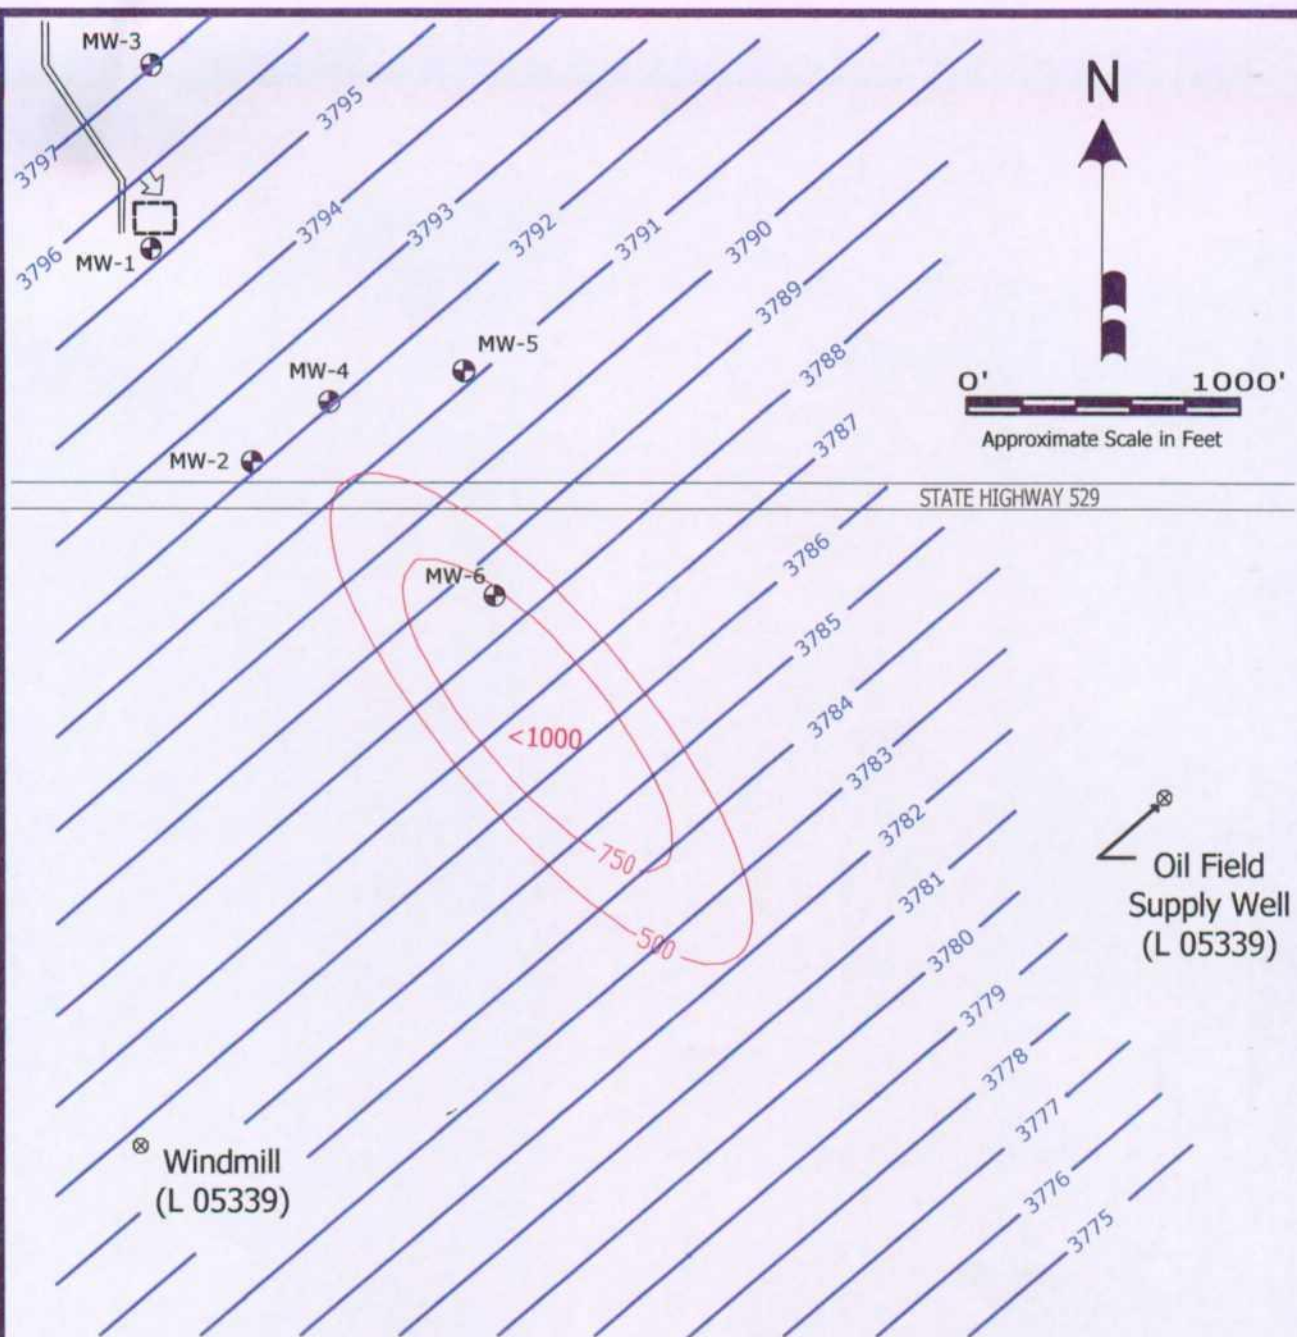 MW-3
N
3795
3797
3794
3793
3792
3791
3790
3796
MW-1
3789
MW-5
3788
MW-4
0' 1000'
Approximate Scale in Feet
3787
MW-2
STATE HIGHWAY 529
3786
MW-6
3785
3784
<1000
3783
3782
750
Oil Field
Supply Well
(L 05339)
3781
500
3780
3779
3778
3777
Windmill
(L 05339)
3776
3775